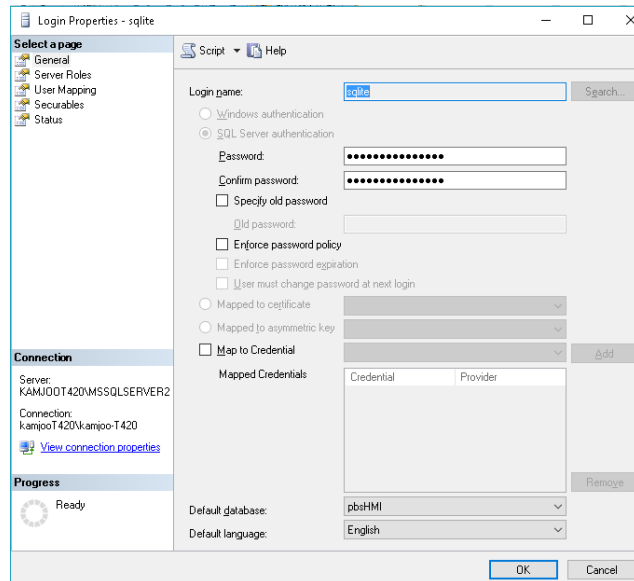 Login Properties - sqlite
Select a page
General
Server Roles
User Mapping
Securables
Status
Script
Help
Login name:
sqlite
Search...
Windows authentication
SQL Server authentication
Password:
●●●●●●●●●●●●●●●
Confirm password:
●●●●●●●●●●●●●●●
Specify old password
Old password:
Enforce password policy
Enforce password expiration
User must change password at next login
Mapped to certificate
Mapped to asymmetric key
Map to Credential
Add
Mapped Credentials
Credential Provider
Remove
Default database:
pbsHMI
Default language:
English
Connection
Server:
KAMJOOT420\MSSQLSERVER2
Connection:
kamjooT420\kamjoo-T420
View connection properties
Progress
Ready
OK
Cancel